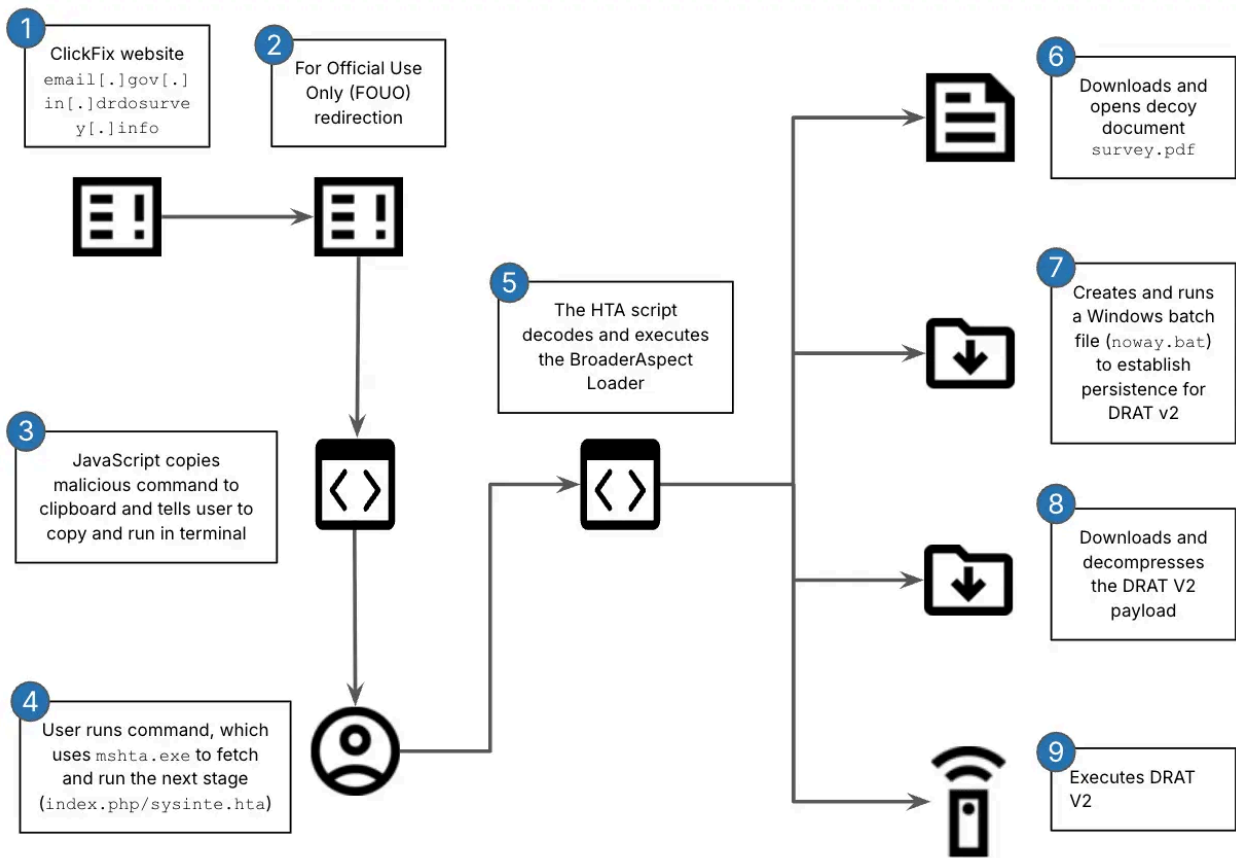 1
ClickFix website
email[.]gov[.]
in[.]drdosurve
y[.]info
2
For Official Use
Only (FOUO)
redirection
3
JavaScript copies
malicious command to
clipboard and tells user to
copy and run in terminal
4
User runs command, which
uses mshta.exe to fetch
and run the next stage
(index.php/sysinte.hta)
5
The HTA script
decodes and executes
the BroaderAspect
Loader
6
Downloads and
opens decoy
document
survey.pdf
7
Creates and runs
a Windows batch
file (noway.bat)
to establish
persistence for
DRAT v2
8
Downloads and
decompresses
the DRAT V2
payload
9
Executes DRAT
V2